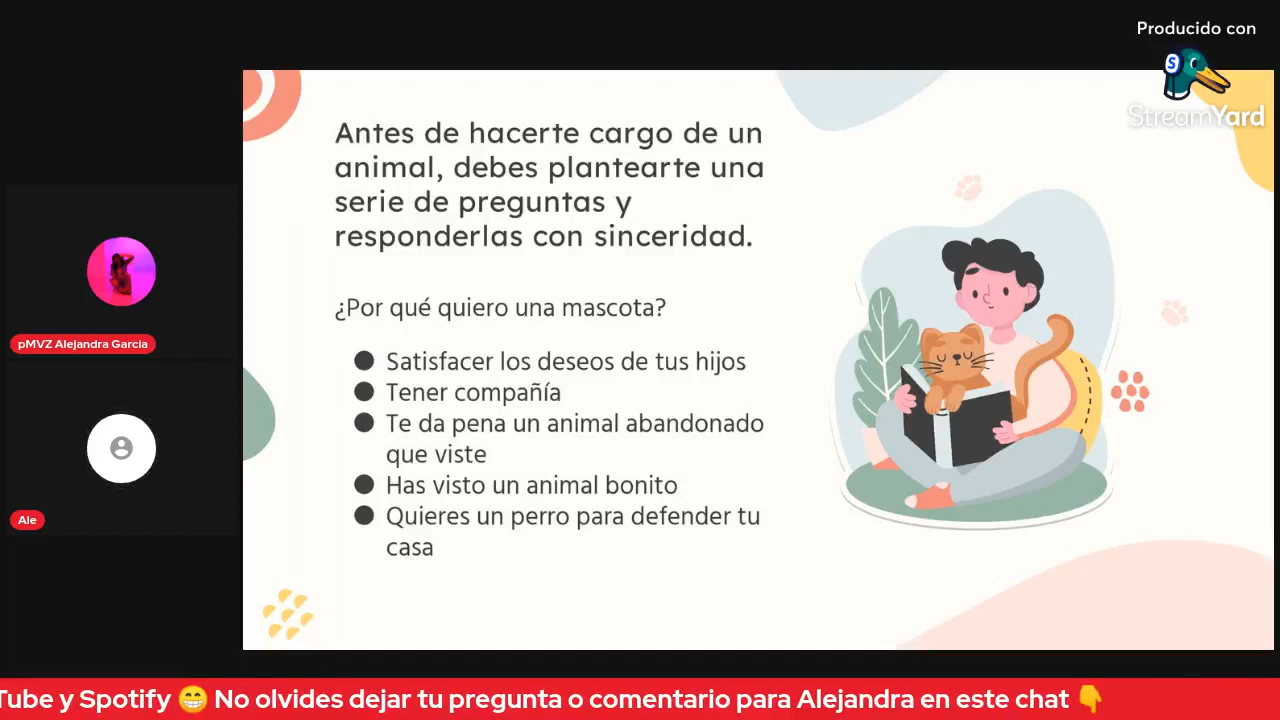 Producido con
S
StreamYard
Antes de hacerte cargo de un
animal, debes plantearte una
serie de preguntas y
responderlas con sinceridad.
¿Por qué quiero una mascota?
● Satisfacer los deseos de tus hijos
● Tener compañía
● Te da pena un animal abandonado
que viste
● Has visto un animal bonito
● Quieres un perro para defender tu
casa
pMVZ Alejandra Garcia
Ale
Tube y Spotify 😁 No olvides dejar tu pregunta o comentario para Alejandra en este chat 👇